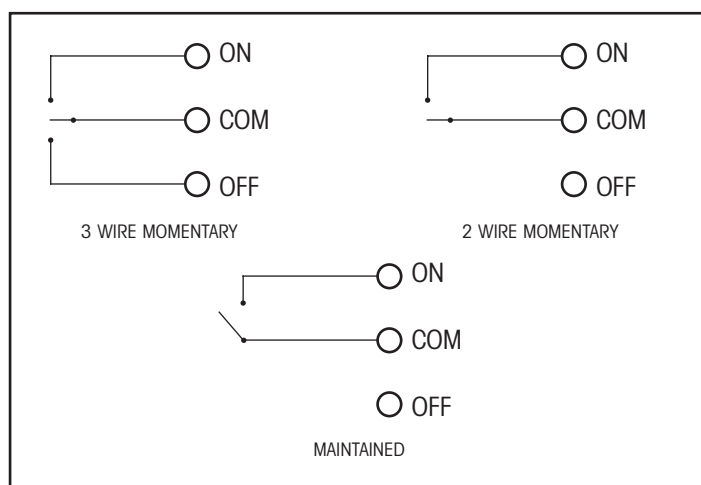 ON
COM
OFF
3 WIRE MOMENTARY
ON
COM
OFF
2 WIRE MOMENTARY
ON
COM
OFF
MAINTAINED